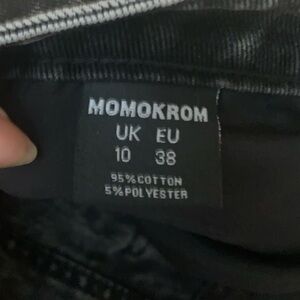 MOMOKROM
UK EU
10 38
95% COTTON
5% POLYESTER